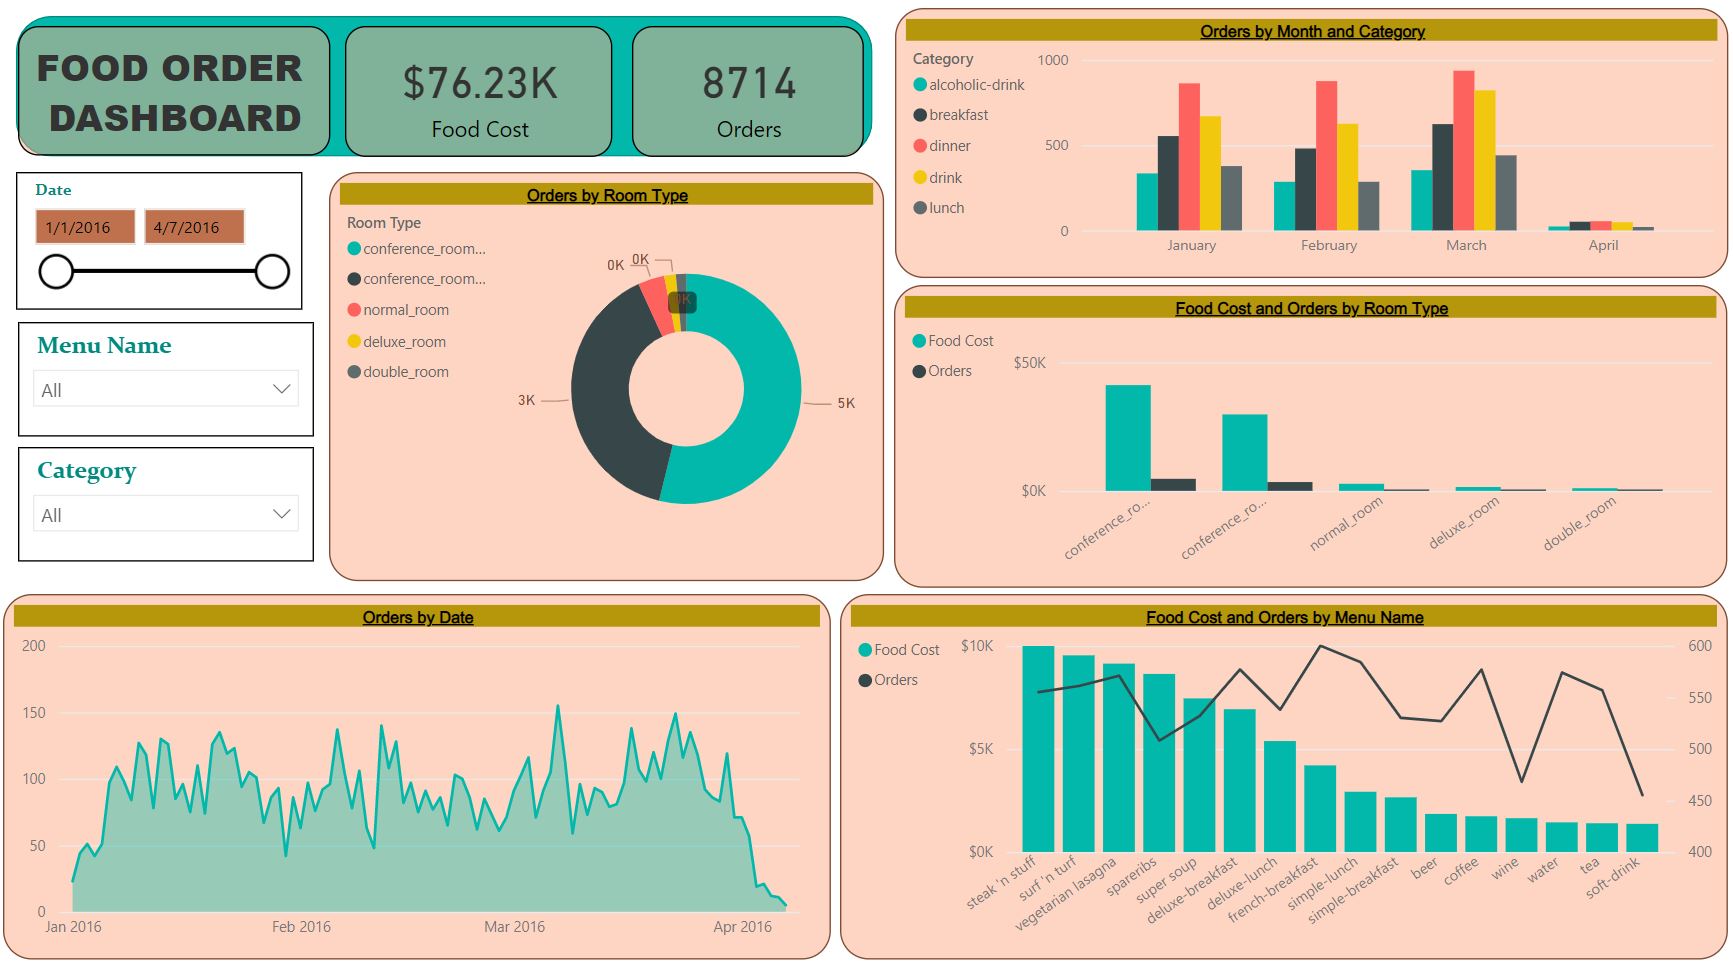 FOOD ORDER
DASHBOARD
$76.23K
Food Cost
8714
Orders
Date
1/1/2016
4/7/2016
Menu Name
All
Category
All
Orders by Room Type
Room Type
conference_room...
conference_room...
normal_room
deluxe_room
double_room
0K
0K
0K
3K
5K
Orders by Month and Category
Category
alcoholic-drink
breakfast
dinner
drink
lunch
1000
500
0
January
February
March
April
Food Cost and Orders by Room Type
Food Cost
Orders
$50K
$0K
conference_ro...
conference_ro...
normal_room
deluxe_room
double_room
Orders by Date
200
150
100
50
0
Jan 2016
Feb 2016
Mar 2016
Apr 2016
Food Cost and Orders by Menu Name
Food Cost
Orders
$10K
$5K
$0K
600
550
500
450
400
steak 'n stuff
surf 'n turf
vegetarian lasagna
spareribs
super soup
deluxe-breakfast
deluxe-lunch
french-breakfast
simple-lunch
simple-breakfast
beer
coffee
wine
water
tea
soft-drink